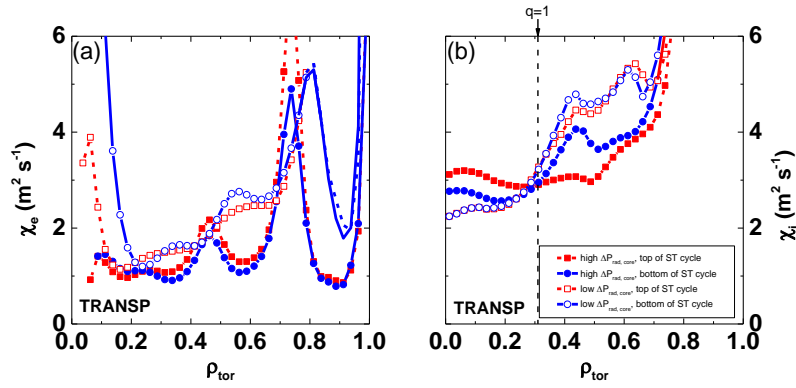 q=1
(a)
(b)
6
4
2
0
χe (m² s⁻¹)
TRANSP
0.0 0.2 0.4 0.6 0.8 1.0
ρtor
6
4
2
0
χi (m² s⁻¹)
TRANSP
high ΔPrad,core, top of ST cycle
high ΔPrad,core, bottom of ST cycle
low ΔPrad,core, top of ST cycle
low ΔPrad,core, bottom of ST cycle
0.0 0.2 0.4 0.6 0.8 1.0
ρtor